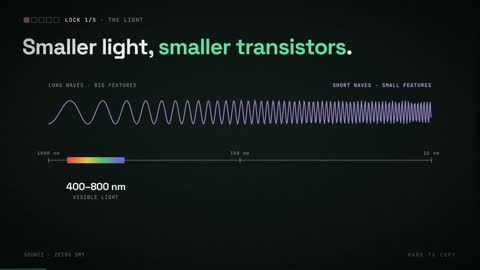 LOCK 1/5 · THE LIGHT
Smaller light, smaller transistors.
LONG WAVES · BIG FEATURES
SHORT WAVES · SMALL FEATURES
1000 nm
100 nm
10 nm
400–800 nm
VISIBLE LIGHT
SOURCE · ZEISS SMT
HARD TO COPY